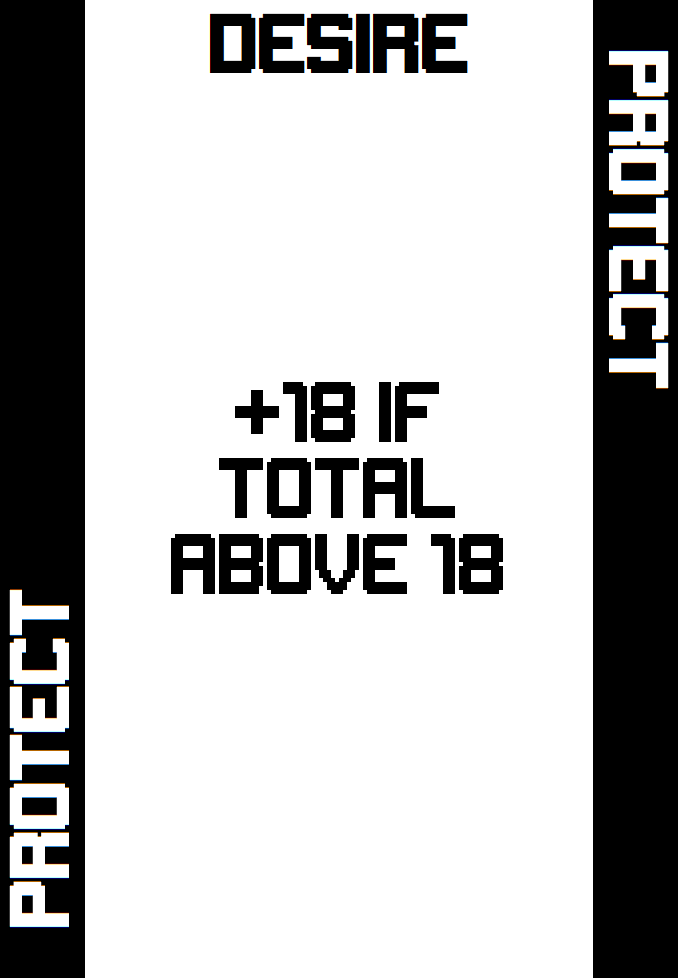 DESIRE
PROTECT
+18 IF
TOTAL
ABOVE 18
PROTECT